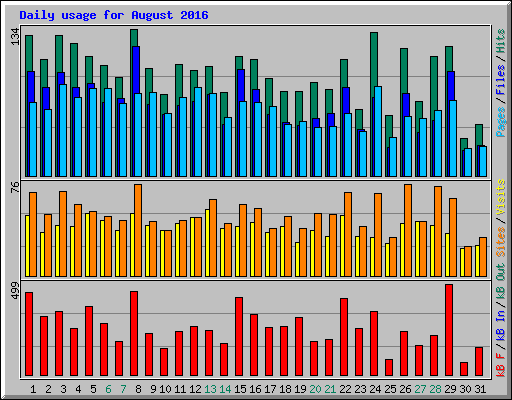 Daily usage for August 2016
134
Pages / Files / Hits
76
Sites / Visits
499
kB F / kB In / kB Out
1 2 3 4 5 6 7 8 9 10 11 12 13 14 15 16 17 18 19 20 21 22 23 24 25 26 27 28 29 30 31